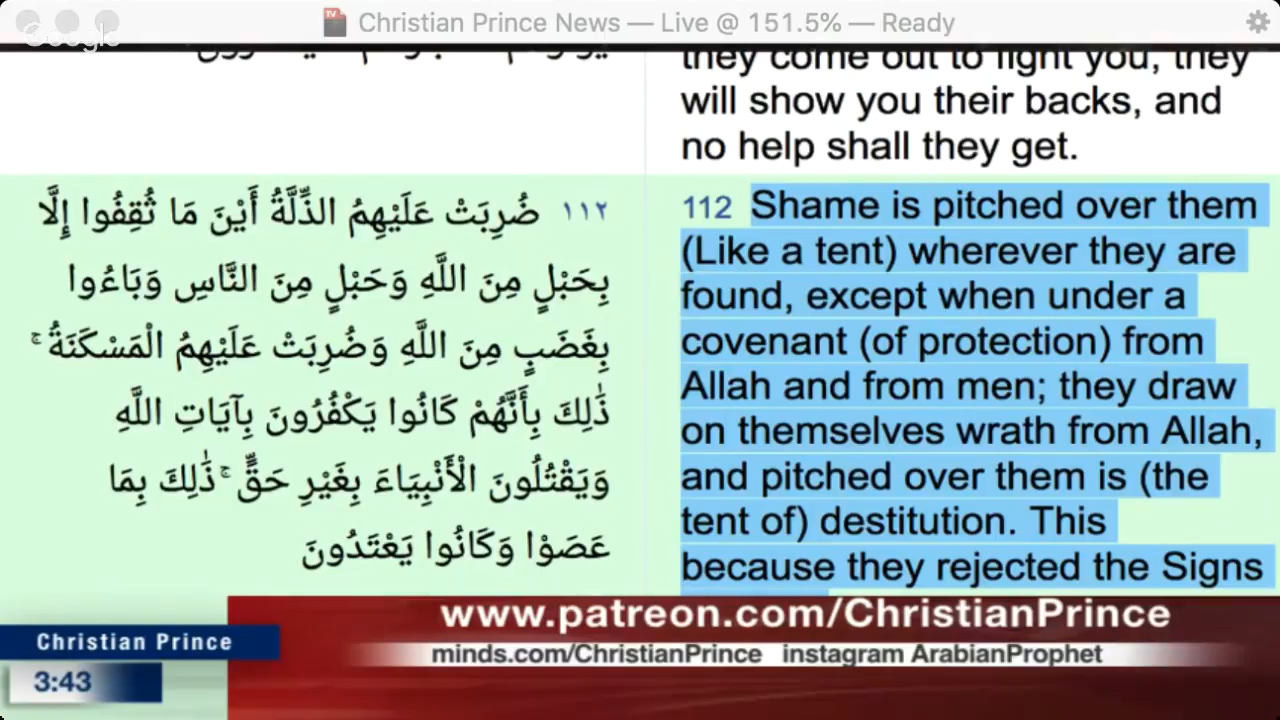 Christian Prince News — Live @ 151.5% — Ready
Google
they come out to fight you, they
will show you their backs, and
no help shall they get.
ضُرِبَتْ عَلَيْهِمُ الذِّلَّةُ أَيْنَ مَا ثُقِفُوا إِلَّا ١١٢
بِحَبْلٍ مِنَ اللَّهِ وَحَبْلٍ مِنَ النَّاسِ وَبَاءُوا
بِغَضَبٍ مِنَ اللَّهِ وَضُرِبَتْ عَلَيْهِمُ الْمَسْكَنَةُ ۚ
ذَٰلِكَ بِأَنَّهُمْ كَانُوا يَكْفُرُونَ بِآيَاتِ اللَّهِ
وَيَقْتُلُونَ الْأَنْبِيَاءَ بِغَيْرِ حَقٍّ ۚ ذَٰلِكَ بِمَا
عَصَوْا وَكَانُوا يَعْتَدُونَ
112 Shame is pitched over them
(Like a tent) wherever they are
found, except when under a
covenant (of protection) from
Allah and from men; they draw
on themselves wrath from Allah,
and pitched over them is (the
tent of) destitution. This
because they rejected the Signs
www.patreon.com/ChristianPrince
minds.com/ChristianPrince instagram ArabianProphet
Christian Prince
3:43